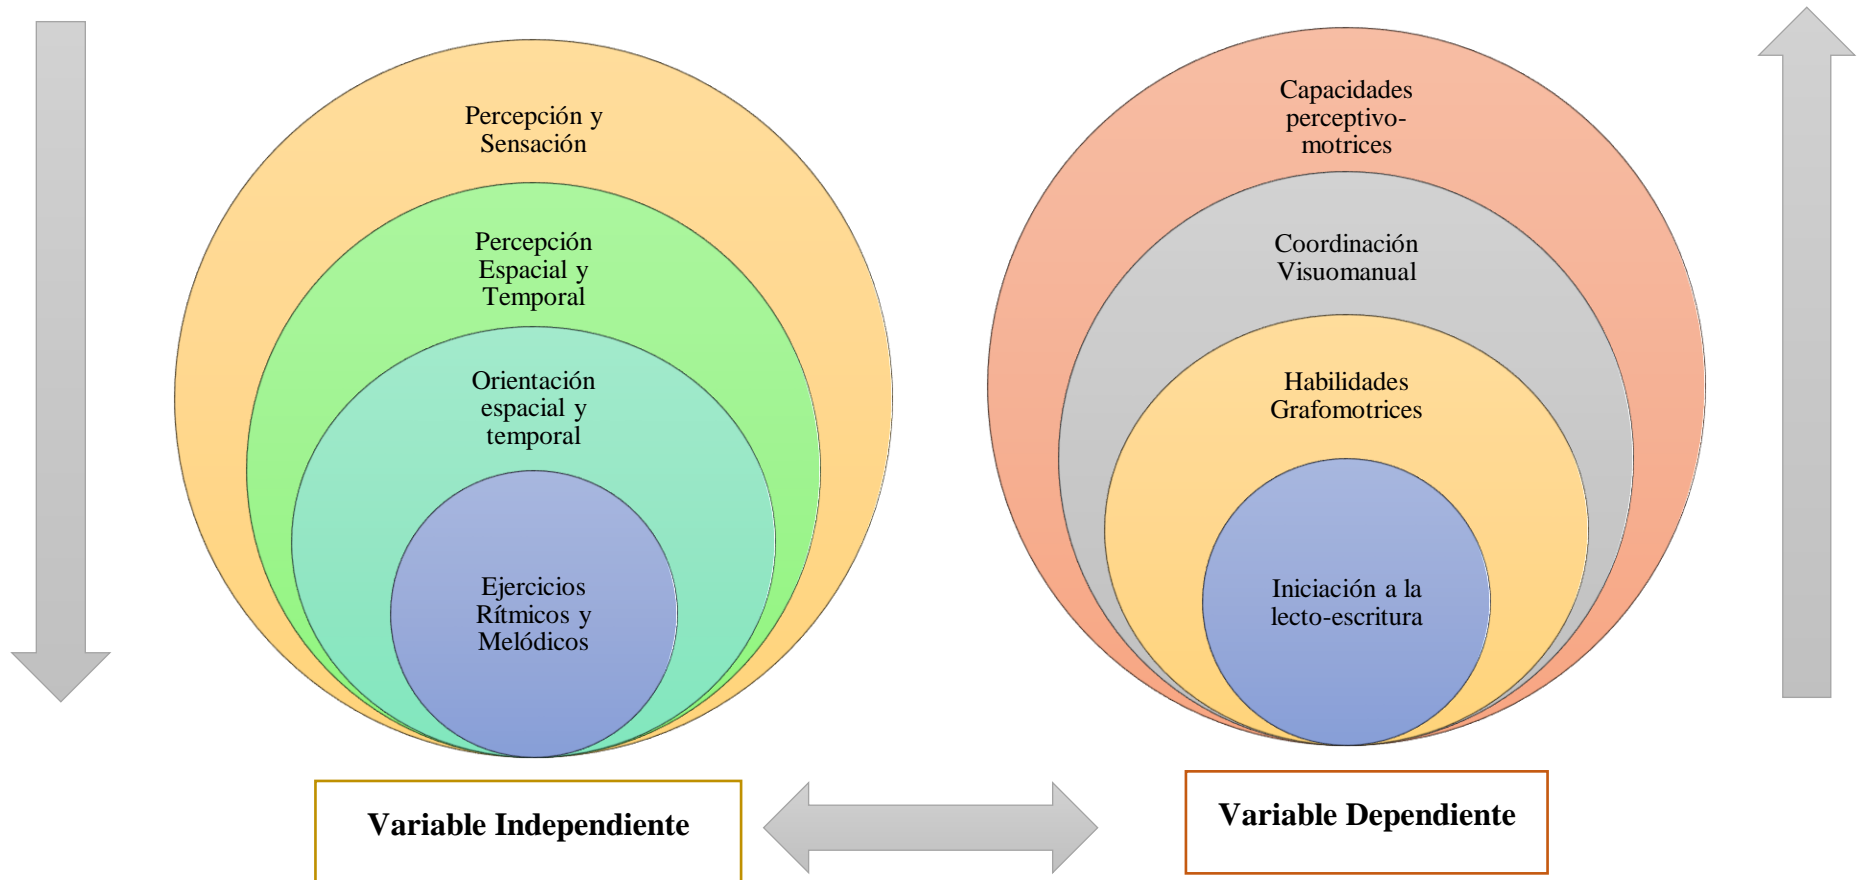 Percepción y
Sensación
Percepción
Espacial y
Temporal
Orientación
espacial y
temporal
Ejercicios
Rítmicos y
Melódicos
Variable Independiente
Capacidades
perceptivo-
motrices
Coordinación
Visuomanual
Habilidades
Grafomotrices
Iniciación a la
lecto-escritura
Variable Dependiente